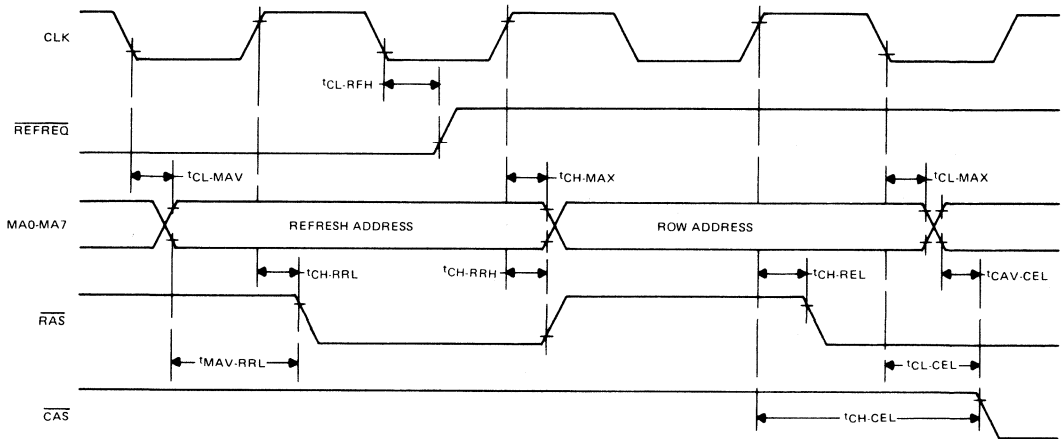 CLK
tCL-RFH
REFREQ
tCL-MAV
tCH-MAX
tCL-MAX
MA0-MA7
REFRESH ADDRESS
ROW ADDRESS
tCH-RRL
tCH-RRH
tCH-REL
tCAV-CEL
RAS
tMAV-RRL
tCL-CEL
CAS
tCH-CEL